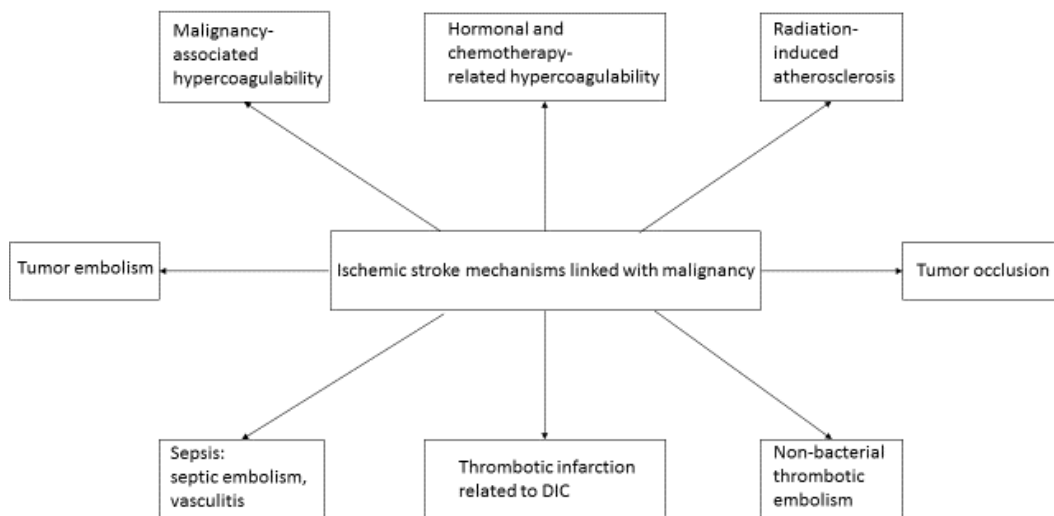 Malignancy-
associated
hypercoagulability
Hormonal and
chemotherapy-
related hypercoagulability
Radiation-
induced
atherosclerosis
Tumor embolism
Ischemic stroke mechanisms linked with malignancy
Tumor occlusion
Sepsis:
septic embolism,
vasculitis
Thrombotic infarction
related to DIC
Non-bacterial
thrombotic
embolism